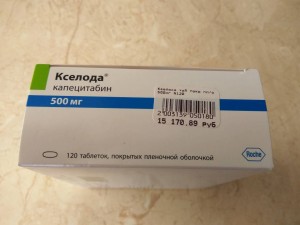 Кселода®
капецитабин
500 мг
15 170.89 Руб
120 таблеток, покрытых пленочной оболочкой
Roche